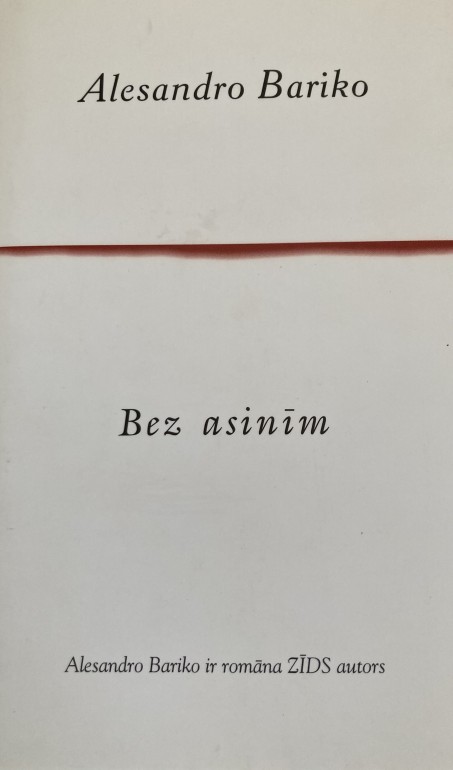 Alesandro Bariko
Bez asinīm
Alesandro Bariko ir romāna ZĪDS autors